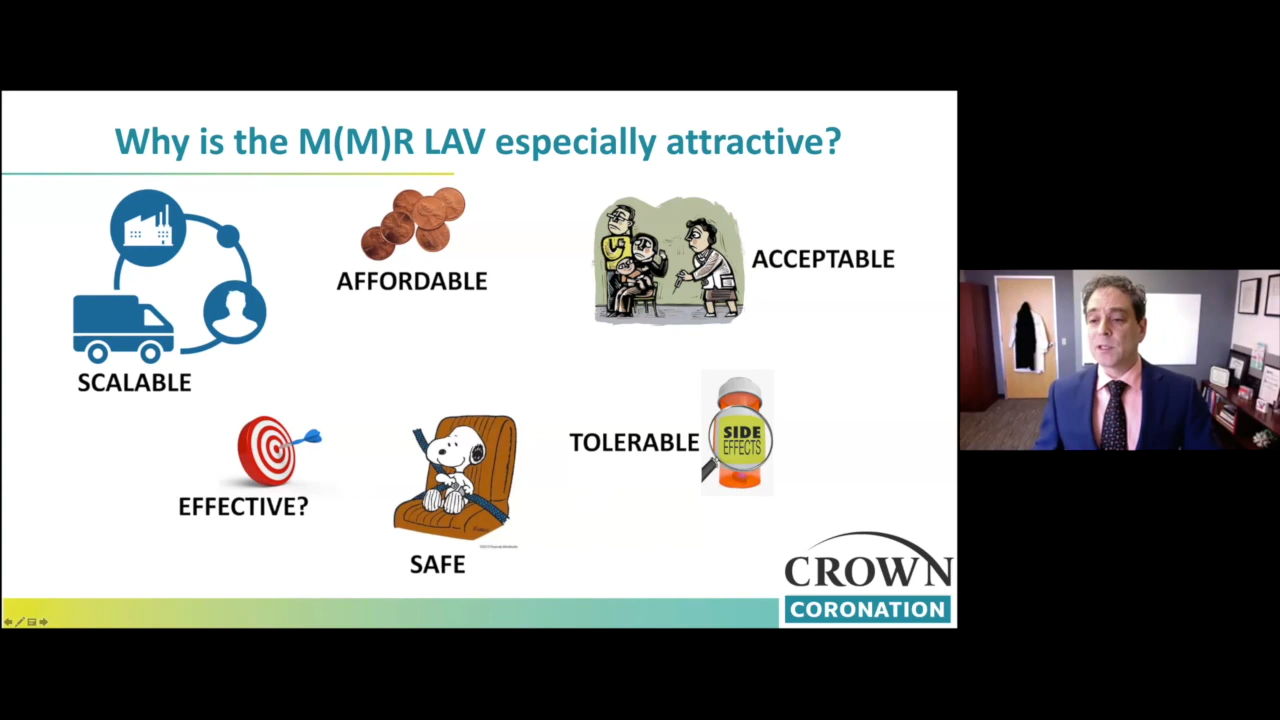 Why is the M(M)R LAV especially attractive?
AFFORDABLE
ACCEPTABLE
SCALABLE
TOLERABLE
SIDE
EFFECTS
EFFECTIVE?
SAFE
CROWN
CORONATION